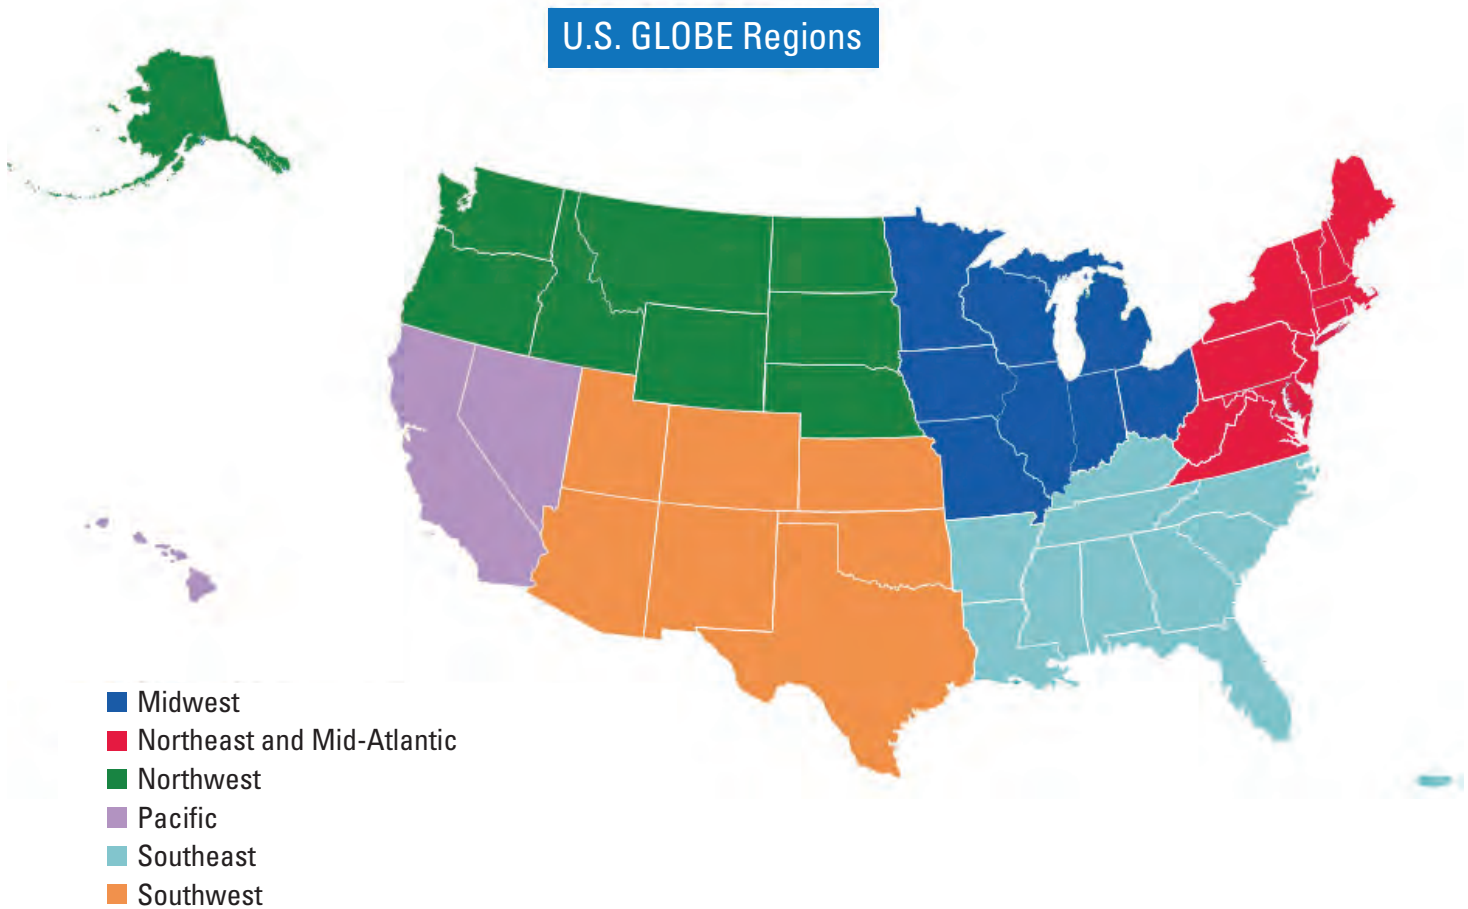 U.S. GLOBE Regions
Midwest
Northeast and Mid-Atlantic
Northwest
Pacific
Southeast
Southwest